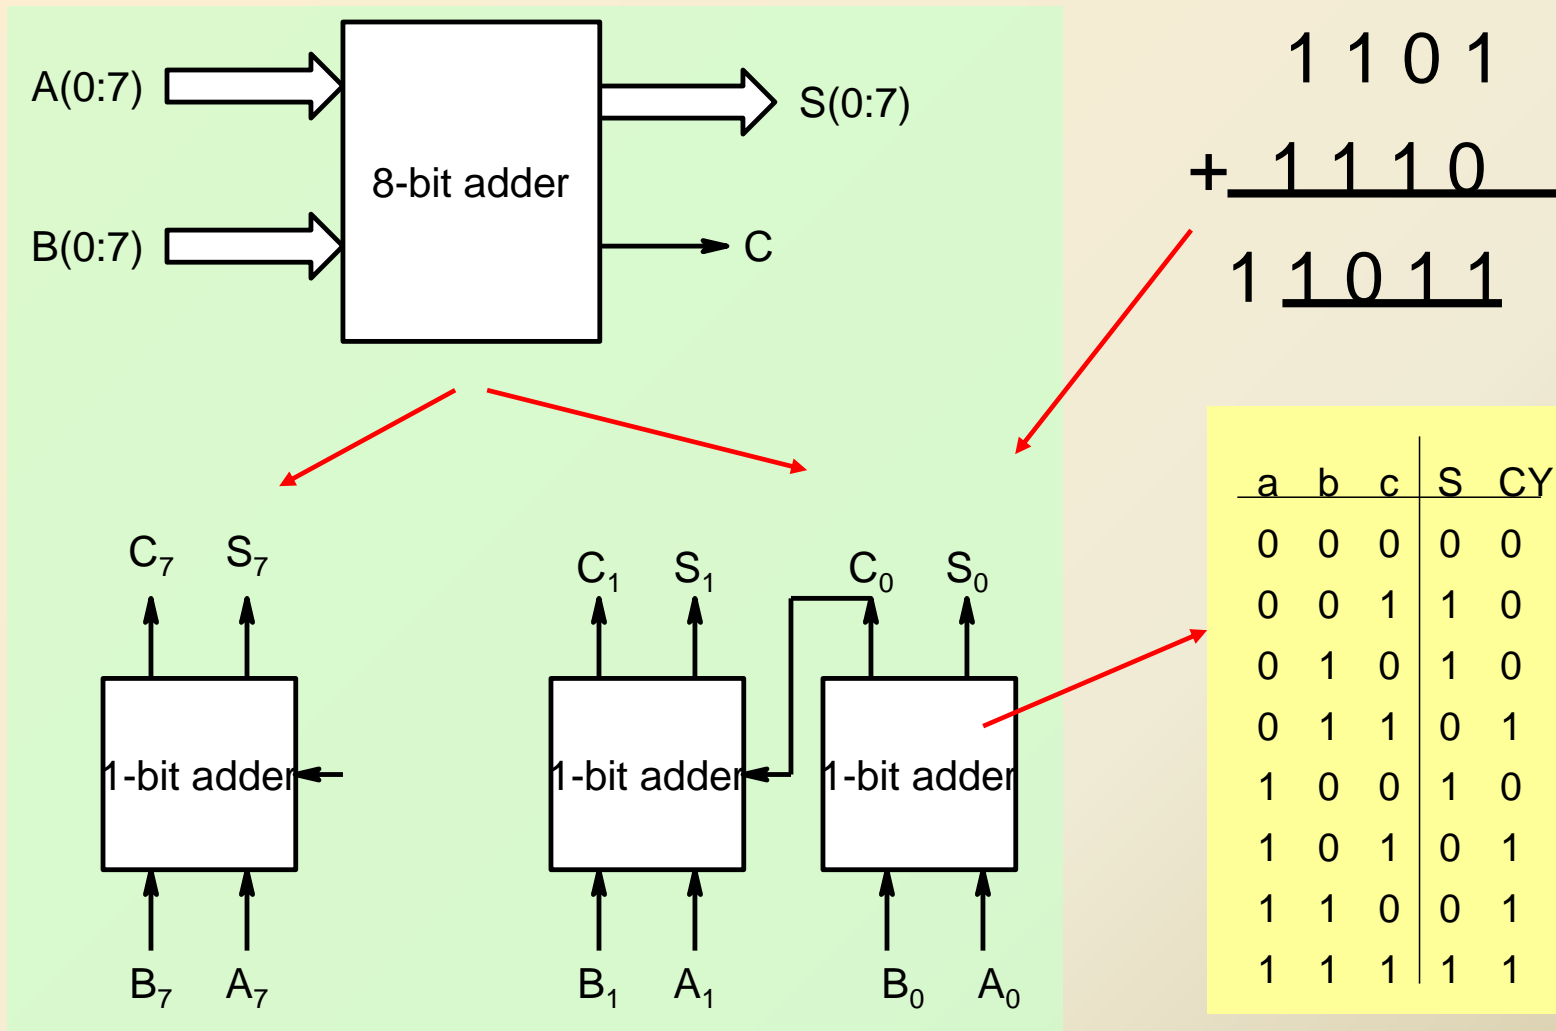 A(0:7)
S(0:7)
8-bit adder
B(0:7)
C
1 1 0 1
+ 1 1 1 0
1 1 0 1 1
C₇ S₇
C₁ S₁
C₀ S₀
1-bit adder
1-bit adder
1-bit adder
B₇ A₇
B₁ A₁
B₀ A₀
a b c S CY
0 0 0 0 0
0 0 1 1 0
0 1 0 1 0
0 1 1 0 1
1 0 0 1 0
1 0 1 0 1
1 1 0 0 1
1 1 1 1 1